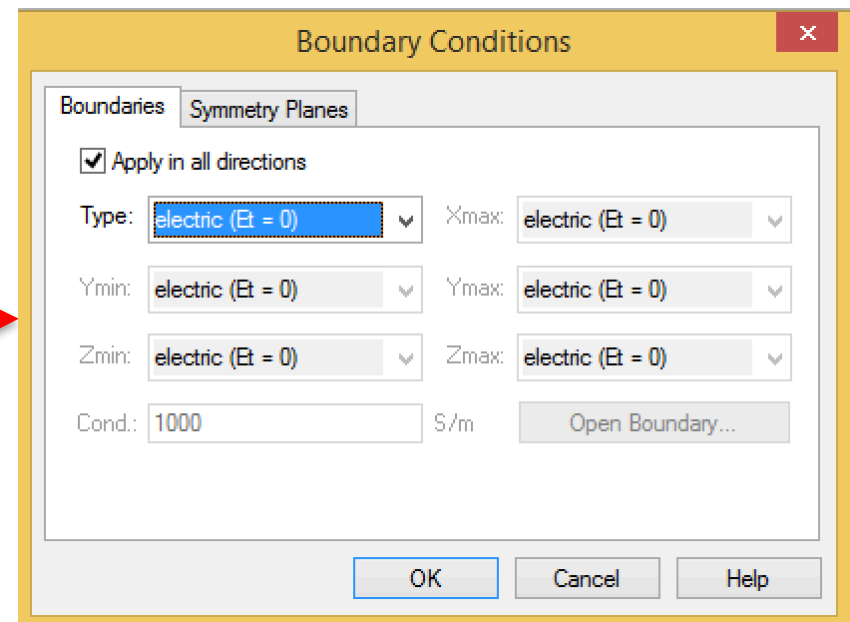 Boundary Conditions
Boundaries Symmetry Planes
Apply in all directions
Type: electric (Et = 0) Xmax: electric (Et = 0)
Ymin: electric (Et = 0) Ymax: electric (Et = 0)
Zmin: electric (Et = 0) Zmax: electric (Et = 0)
Cond.: 1000 S/m Open Boundary...
OK Cancel Help